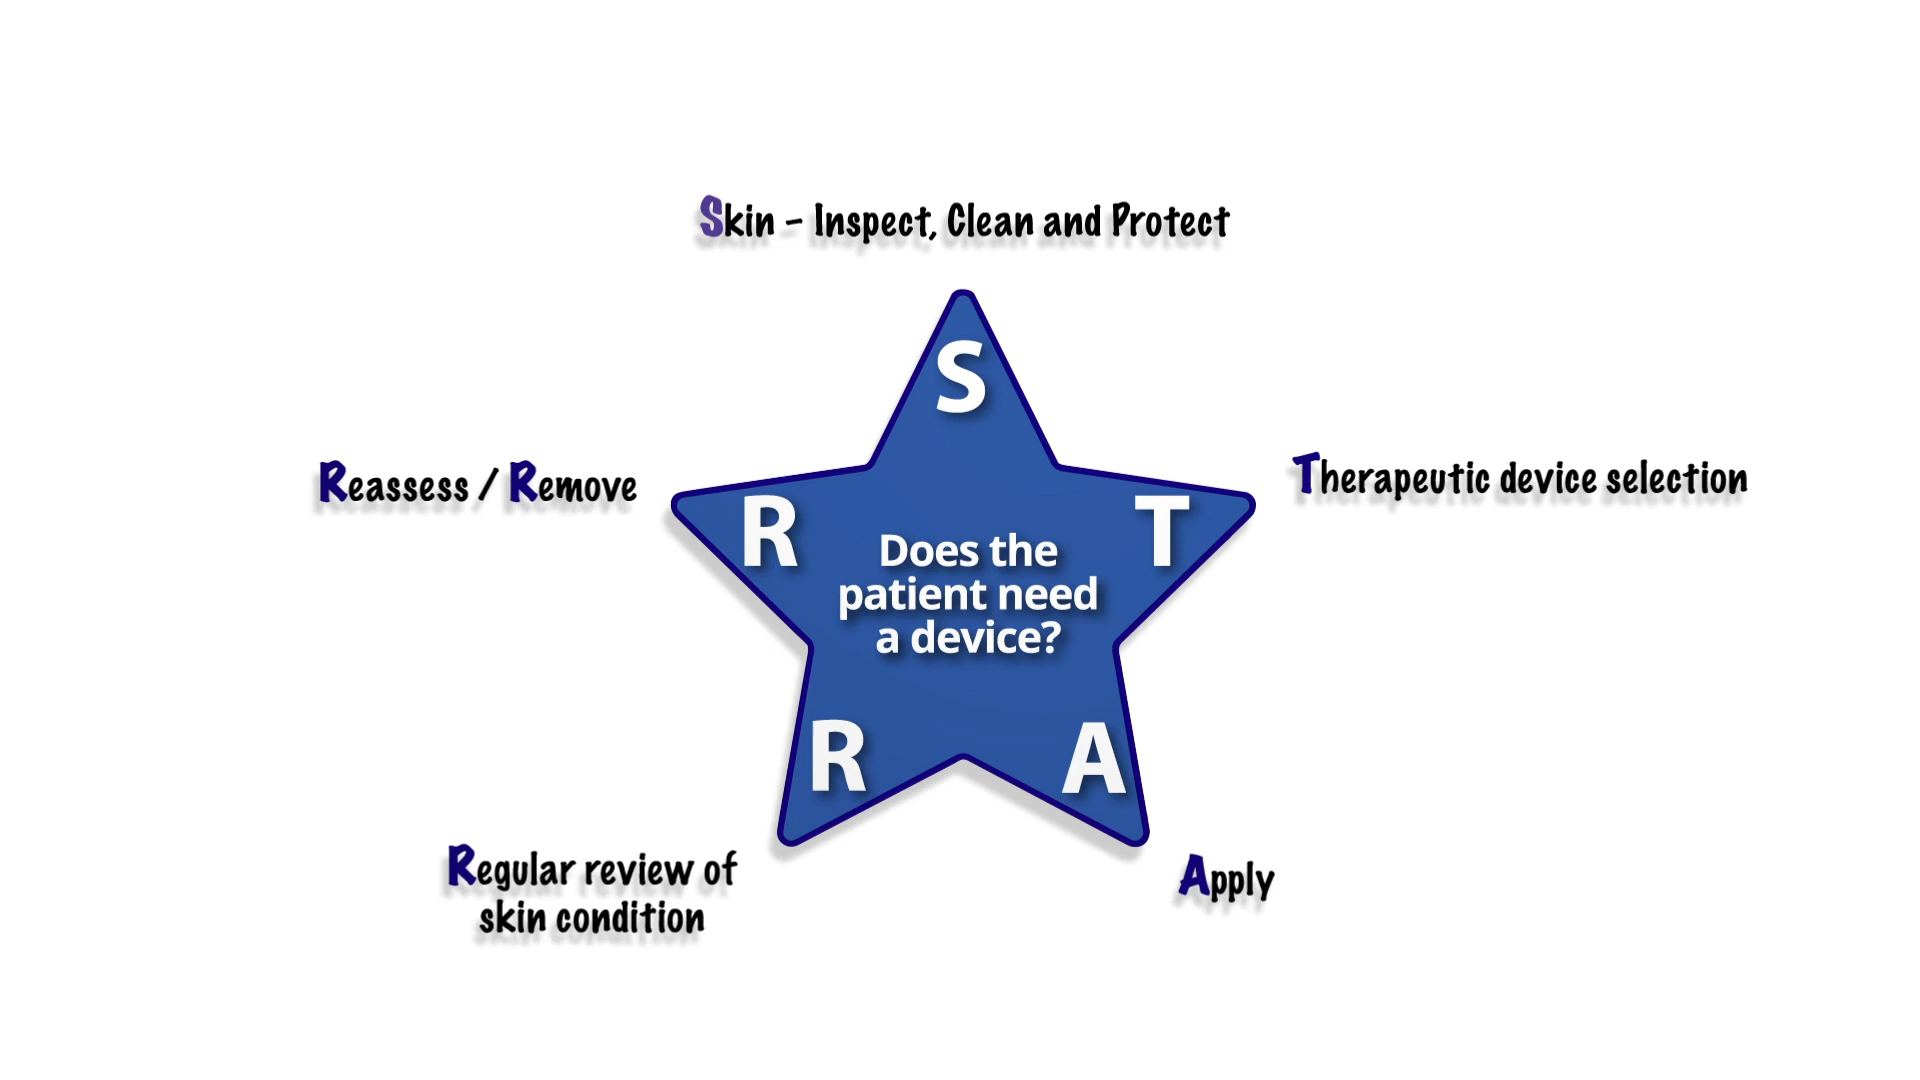 Skin – Inspect, Clean and Protect
S
Reassess / Remove
Therapeutic device selection
R
T
Does the
patient need
a device?
R
A
Regular review of
skin condition
Apply